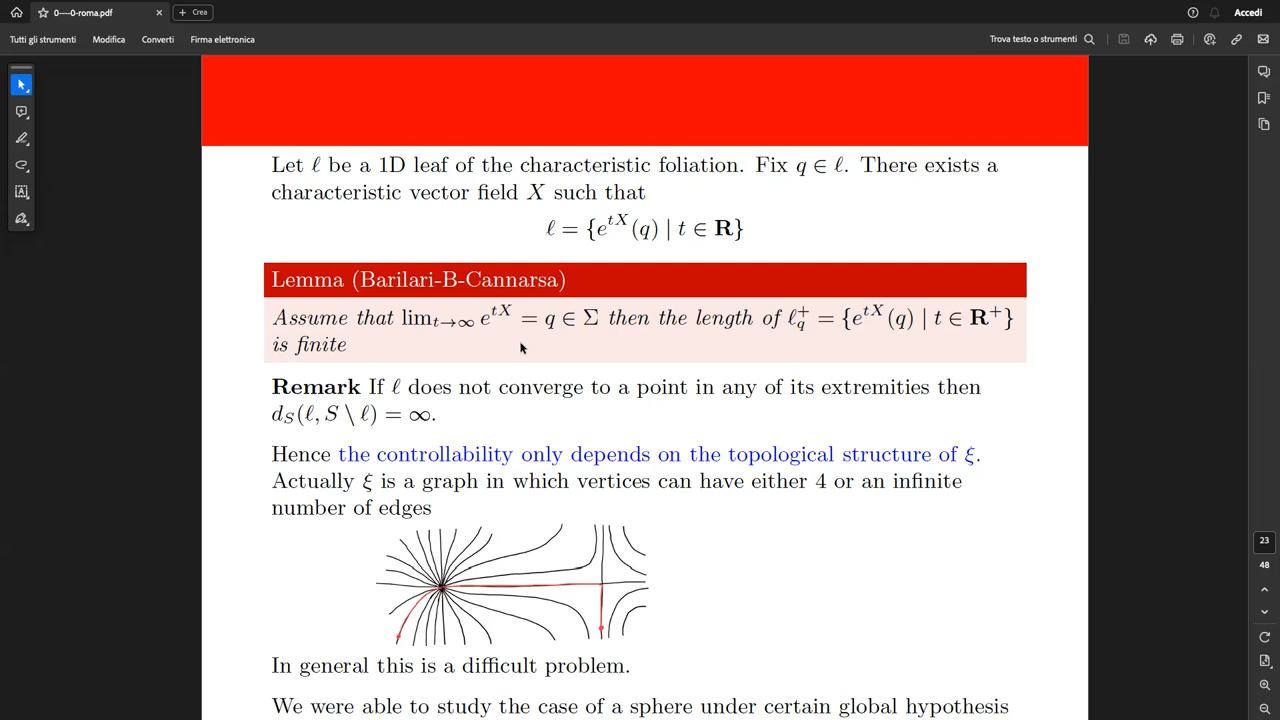 0----0-roma.pdf
Crea
Accedi
Tutti gli strumenti
Modifica
Converti
Firma elettronica
Trova testo o strumenti
Let ℓ be a 1D leaf of the characteristic foliation. Fix q ∈ ℓ. There exists a
characteristic vector field X such that
ℓ = {e^{tX}(q) | t ∈ R}
Lemma (Barilari-B-Cannarsa)
Assume that lim_{t→∞} e^{tX} = q ∈ Σ then the length of ℓ_q^+ = {e^{tX}(q) | t ∈ R^+}
is finite
Remark If ℓ does not converge to a point in any of its extremities then
d_S(ℓ, S \ ℓ) = ∞.
Hence the controllability only depends on the topological structure of ξ.
Actually ξ is a graph in which vertices can have either 4 or an infinite
number of edges
In general this is a difficult problem.
We were able to study the case of a sphere under certain global hypothesis
23
48